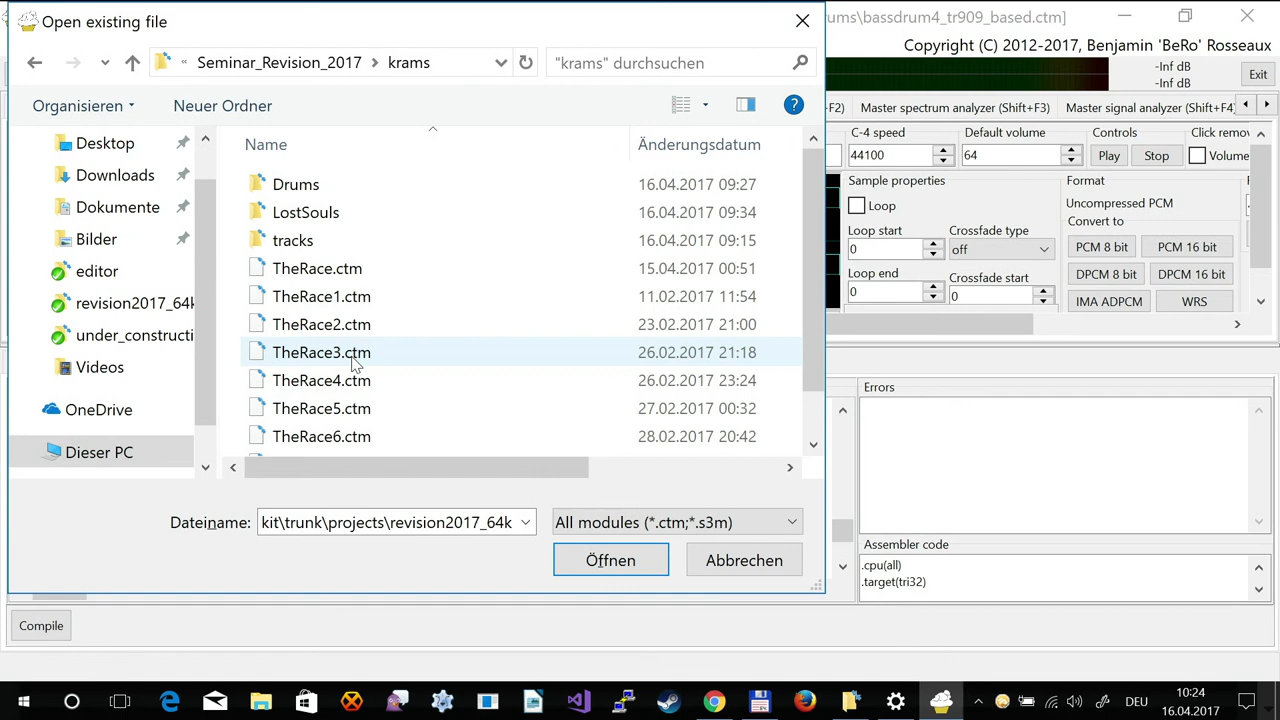 Open existing file
ums\bassdrum4_tr909_based.ctm]
Copyright (C) 2012-2017, Benjamin 'BeRo' Rosseaux
« Seminar_Revision_2017 > krams
"krams" durchsuchen
-Inf dB
-Inf dB
Exit
Organisieren
Neuer Ordner
+F2)
Master spectrum analyzer (Shift+F3)
Master signal analyzer (Shift+F4)
Name
Änderungsdatum
C-4 speed
Default volume
Controls
Click remov
44100
64
Play
Stop
Volume
Sample properties
Format
Loop
Uncompressed PCM
Convert to
Loop start
Crossfade type
PCM 8 bit
PCM 16 bit
0
off
Loop end
Crossfade start
DPCM 8 bit
DPCM 16 bit
0
0
IMA ADPCM
WRS
Desktop
Downloads
Dokumente
Bilder
editor
revision2017_64k
under_constructi
Videos
OneDrive
Dieser PC
Drums 16.04.2017 09:27
LostSouls 16.04.2017 09:34
tracks 16.04.2017 09:15
TheRace.ctm 15.04.2017 00:51
TheRace1.ctm 11.02.2017 11:54
TheRace2.ctm 23.02.2017 21:00
TheRace3.ctm 26.02.2017 21:18
TheRace4.ctm 26.02.2017 23:24
TheRace5.ctm 27.02.2017 00:32
TheRace6.ctm 28.02.2017 20:42
Dateiname:
kit\trunk\projects\revision2017_64k
All modules (*.ctm;*.s3m)
Öffnen
Abbrechen
Errors
Assembler code
.cpu(all)
.target(tri32)
Compile
DEU
10:24
16.04.2017